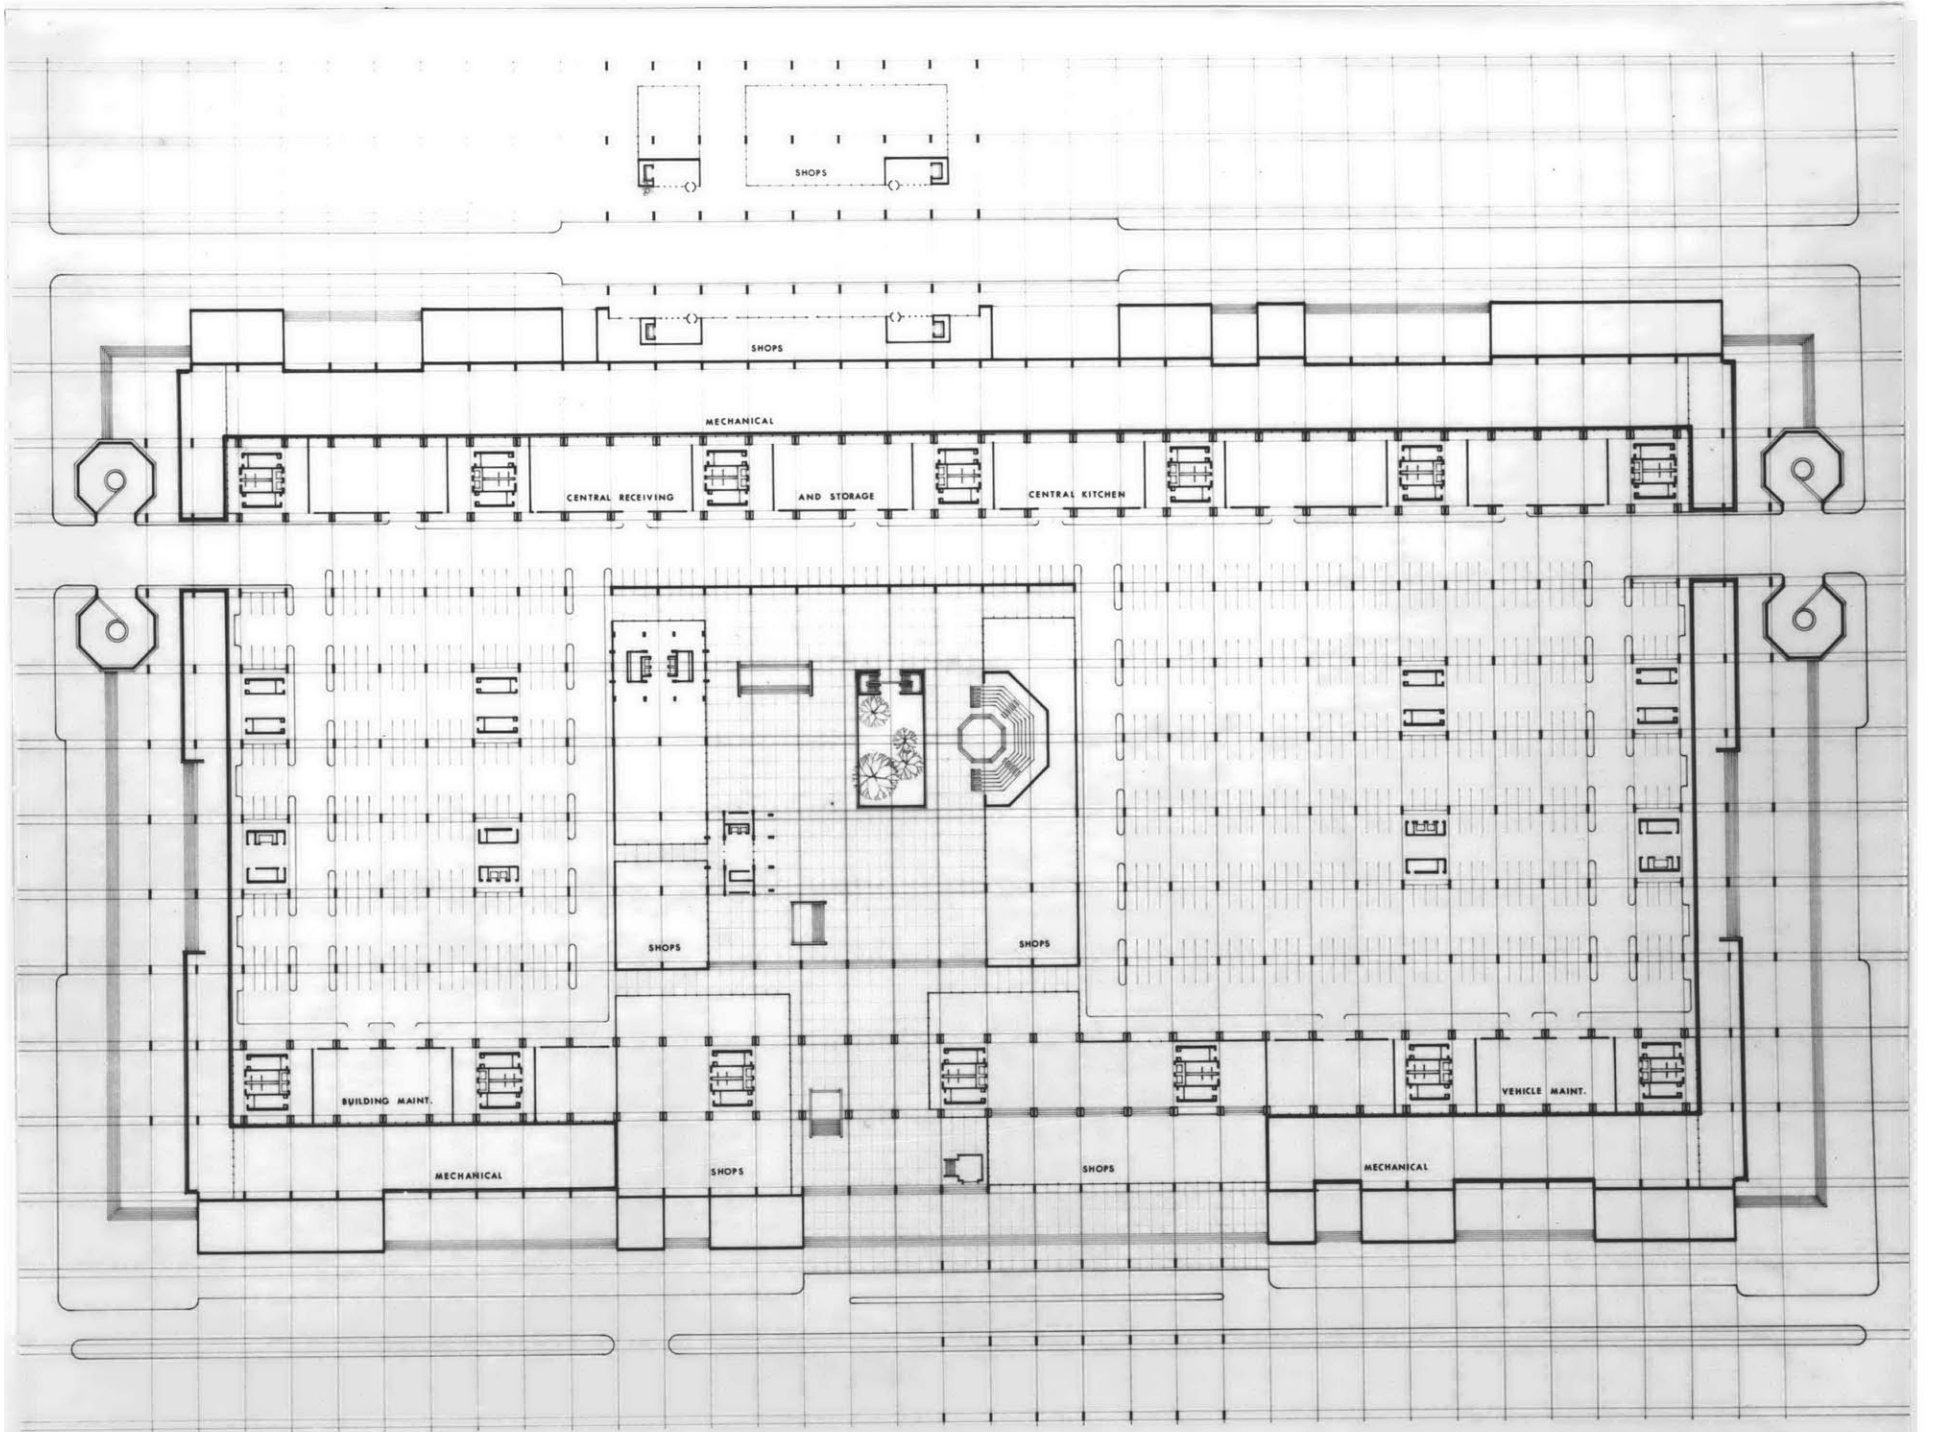 SHOPS
SHOPS
MECHANICAL
CENTRAL RECEIVING
AND STORAGE
CENTRAL KITCHEN
SHOPS
SHOPS
BUILDING MAINT.
VEHICLE MAINT.
MECHANICAL
SHOPS
SHOPS
MECHANICAL